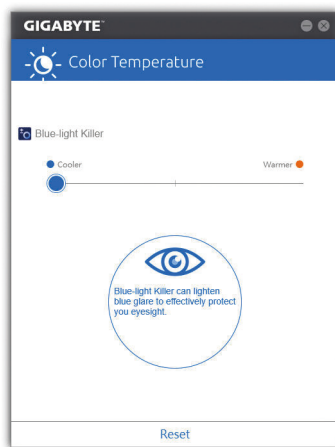 GIGABYTE™
Color Temperature
Blue-light Killer
Cooler Warmer
Blue-light Killer can lighten
blue glare to effectively protect
you eyesight.
Reset